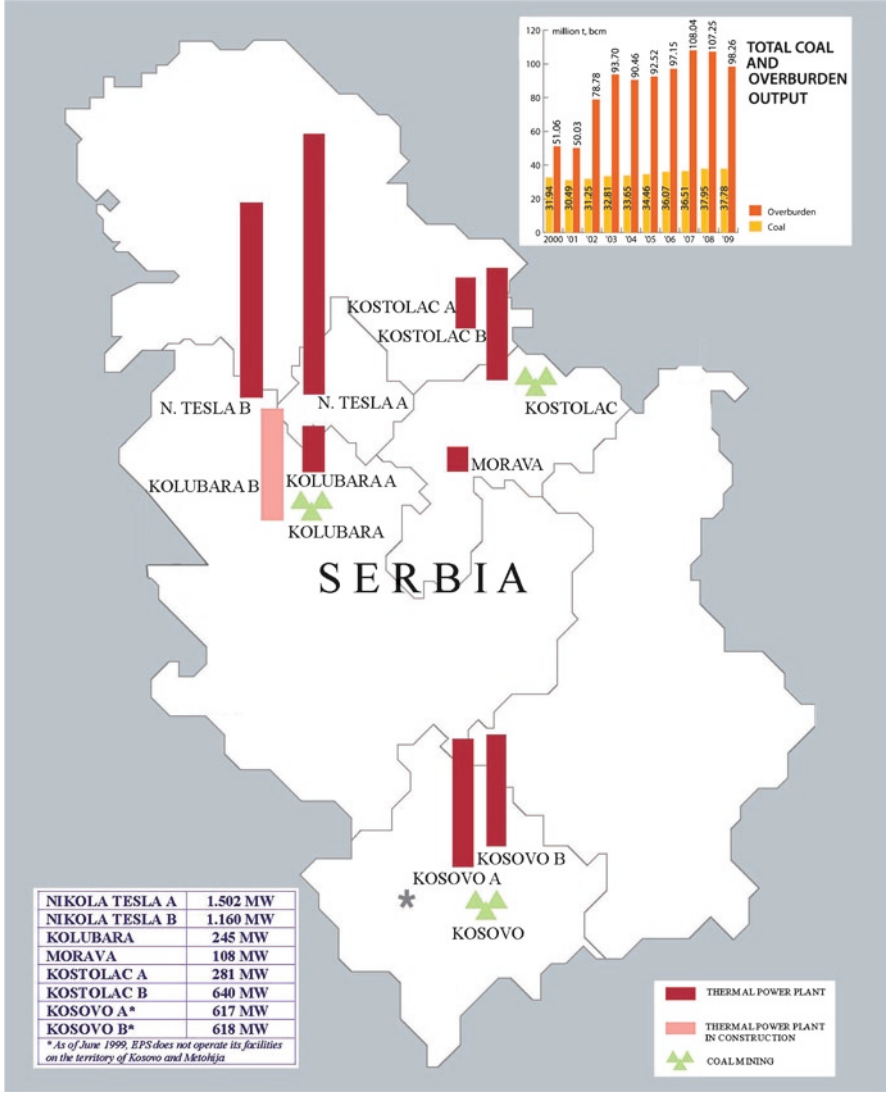 million t, bcm
TOTAL COAL
AND
OVERBURDEN
OUTPUT
120
100
80
60
40
20
0
51.06
50.03
78.78
93.70
90.46
92.52
97.15
108.04
107.25
98.26
31.94
30.49
31.25
32.81
33.65
34.46
36.07
36.51
37.95
37.78
2000 '01 '02 '03 '04 '05 '06 '07 '08 '09
Overburden
Coal
KOSTOLAC A
KOSTOLAC B
N. TESLA B
N. TESLA A
KOSTOLAC
KOLUBARA B
KOLUBARA A
MORAVA
KOLUBARA
SERBIA
KOSOVO B
KOSOVO A
*
KOSOVO
NIKOLA TESLA A 1.502 MW
NIKOLA TESLA B 1.160 MW
KOLUBARA 245 MW
MORAVA 108 MW
KOSTOLAC A 281 MW
KOSTOLAC B 640 MW
KOSOVO A* 617 MW
KOSOVO B* 618 MW
* As of June 1999, EPS does not operate its facilities
on the territory of Kosovo and Metohija
THERMAL POWER PLANT
THERMAL POWER PLANT
IN CONSTRUCTION
COAL MINING